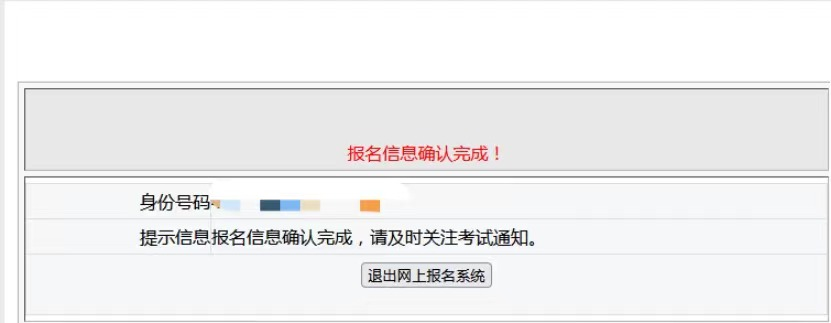 报名信息确认完成！
身份号码
提示信息报名信息确认完成，请及时关注考试通知。
退出网上报名系统